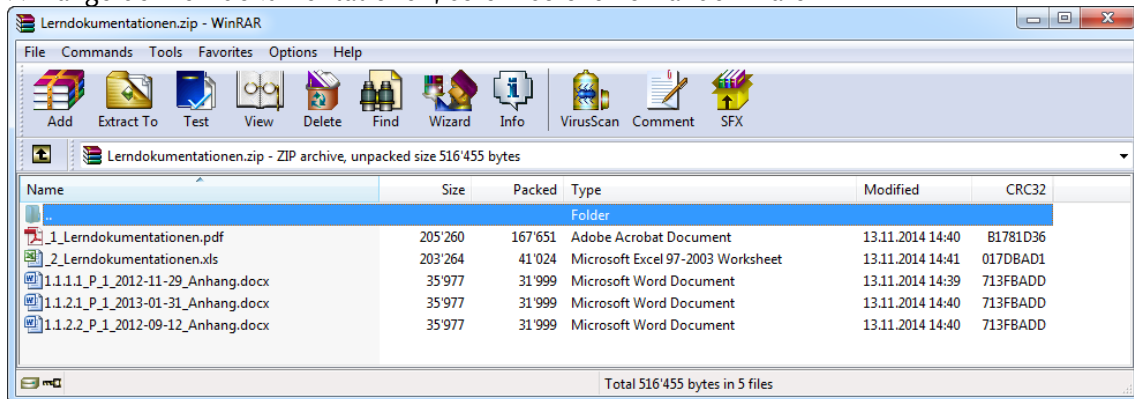 Lerndokumentationen.zip - WinRAR
File Commands Tools Favorites Options Help
Add Extract To Test View Delete Find Wizard Info VirusScan Comment SFX
Lerndokumentationen.zip - ZIP archive, unpacked size 516'455 bytes
Name Size Packed Type Modified CRC32
.. Folder
_1_Lerndokumentationen.pdf 205'260 167'651 Adobe Acrobat Document 13.11.2014 14:40 B1781D36
_2_Lerndokumentationen.xls 203'264 41'024 Microsoft Excel 97-2003 Worksheet 13.11.2014 14:41 017DBAD1
1.1.1.1_P_1_2012-11-29_Anhang.docx 35'977 31'999 Microsoft Word Document 13.11.2014 14:39 713FBADD
1.1.2.1_P_1_2013-01-31_Anhang.docx 35'977 31'999 Microsoft Word Document 13.11.2014 14:40 713FBADD
1.1.2.2_P_1_2012-09-12_Anhang.docx 35'977 31'999 Microsoft Word Document 13.11.2014 14:40 713FBADD
Total 516'455 bytes in 5 files